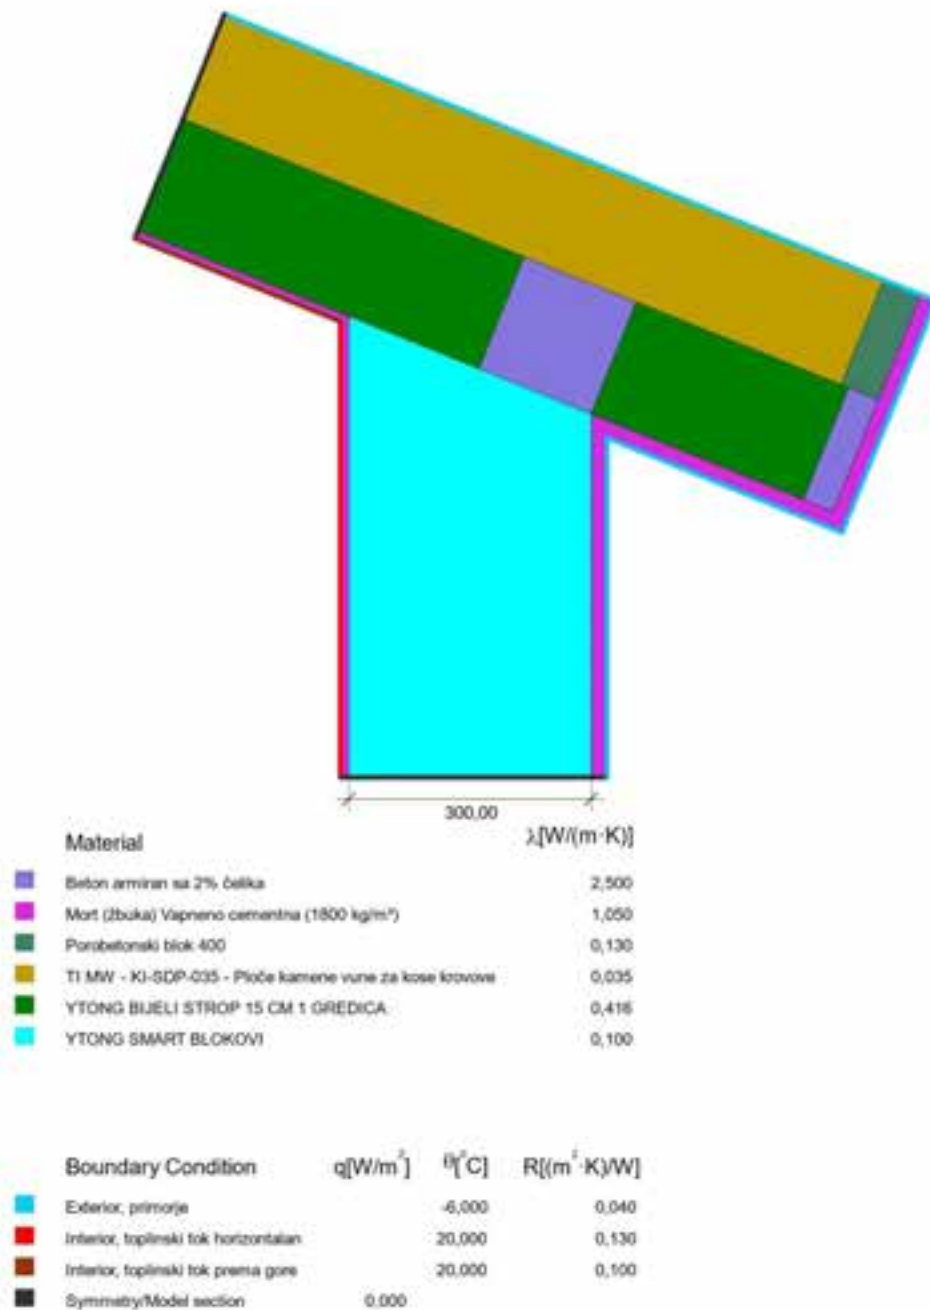 300,00
Material λ[W/(m·K)]
Beton armiran sa 2% čelika 2,500
Mort (žbuka) Vapneno cementna (1800 kg/m³) 1,050
Porobetonski blok 400 0,130
TI MW - KI-SDP-035 - Ploče kamene vune za kose krovove 0,035
YTONG BIJELI STROP 15 CM 1 GREDICA 0,416
YTONG SMART BLOKOVI 0,100
Boundary Condition q[W/m²] θ[°C] R[(m²·K)/W]
Exterior, primorje -6,000 0,040
Interior, toplinski tok horizontalan 20,000 0,130
Interior, toplinski tok prema gore 20,000 0,100
Symmetry/Model section 0,000